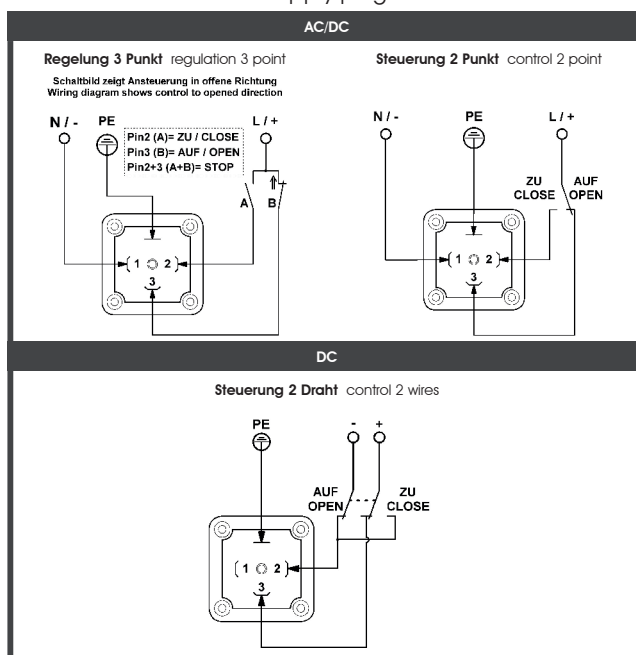 AC/DC
Regelung 3 Punkt regulation 3 point
Schaltbild zeigt Ansteuerung in offene Richtung
Wiring diagram shows control to opened direction
N / -
PE
L / +
Pin2 (A)= ZU / CLOSE
Pin3 (B)= AUF / OPEN
Pin2+3 (A+B)= STOP
A
B
1
2
3
Steuerung 2 Punkt control 2 point
N / -
PE
L / +
ZU
CLOSE
AUF
OPEN
1
2
3
DC
Steuerung 2 Draht control 2 wires
PE
-
+
AUF
OPEN
ZU
CLOSE
1
2
3